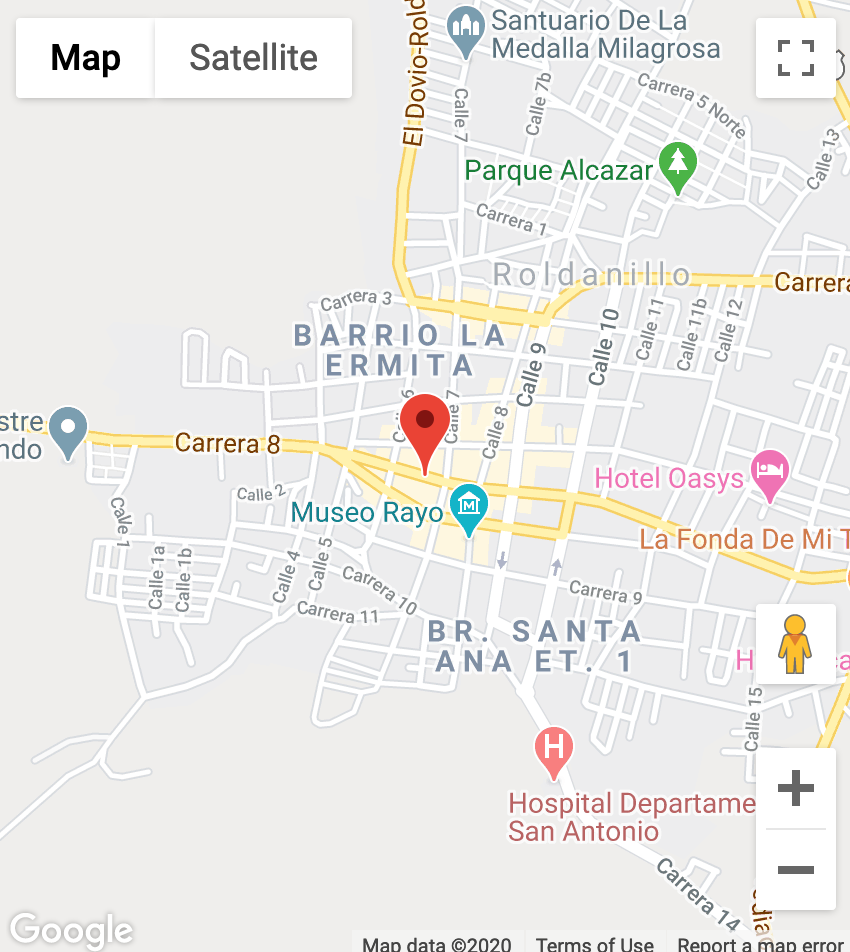 Map
Satellite
El Dovio-Rold
Santuario De La
Medalla Milagrosa
Calle 7
Calle 7b
Carrera 5 Norte
Calle 13
Parque Alcazar
Carrera 1
Roldanillo
Carrera
Carrera 3
BARRIO LA
ERMITA
Calle 9
Calle 10
Calle 11
Calle 11b
Calle 12
Calle 6
Calle 7
Calle 8
stre
ndo
Carrera 8
Calle 2
Hotel Oasys
Museo Rayo
Calle 1
La Fonda De Mi T
Calle 1a
Calle 1b
Calle 4
Calle 5
Carrera 10
Carrera 9
Carrera 11
BR. SANTA
ANA ET. 1
H
ca
Calle 15
H
Hospital Departame
San Antonio
Carrera 14
Google
Map data ©2020
Terms of Use
Report a map error